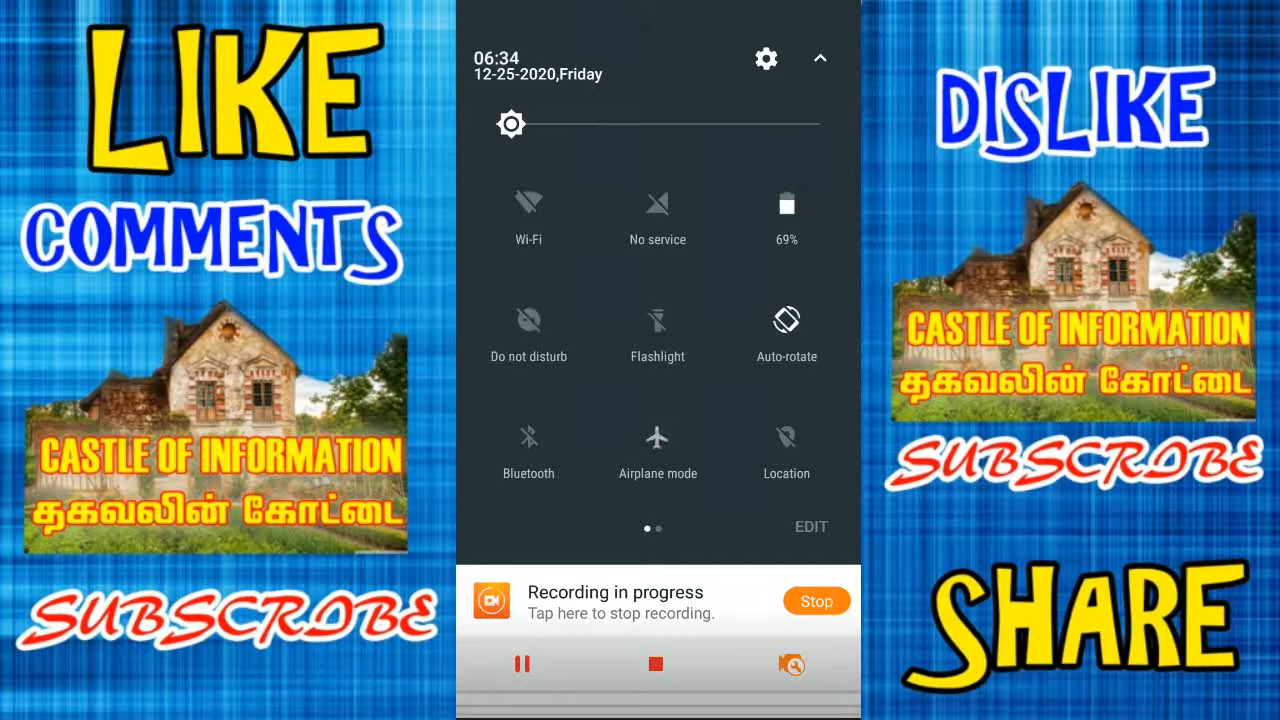 LIKE
COMMENTS
CASTLE OF INFORMATION
தகவலின் கோட்டை
SUBSCRIBE
06:34
12-25-2020,Friday
Wi-Fi
No service
69%
Do not disturb
Flashlight
Auto-rotate
Bluetooth
Airplane mode
Location
EDIT
Recording in progress
Tap here to stop recording.
Stop
DISLIKE
CASTLE OF INFORMATION
தகவலின் கோட்டை
SUBSCRIBE
SHARE